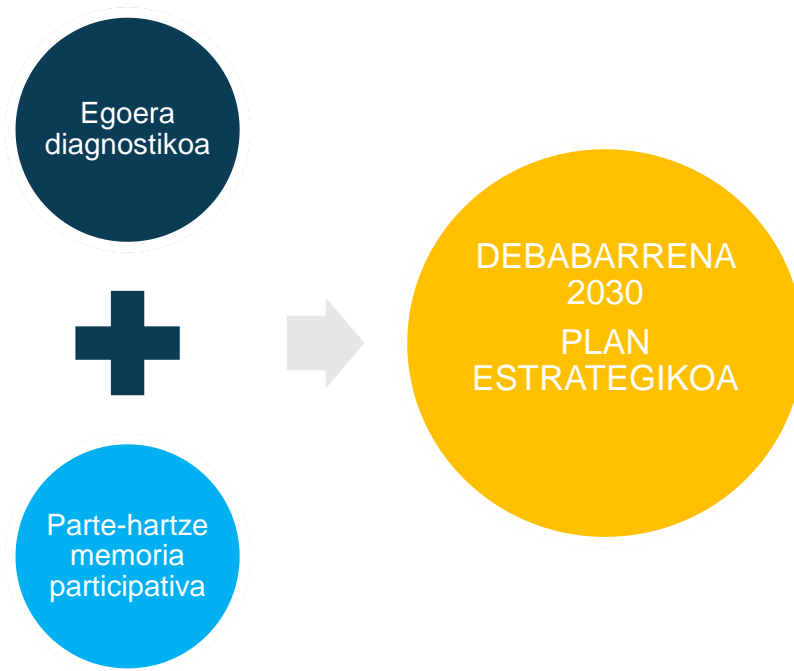 Egoera
diagnostikoa
Parte-hartze
memoria
participativa
DEBABARRENA
2030
PLAN
ESTRATEGIKOA